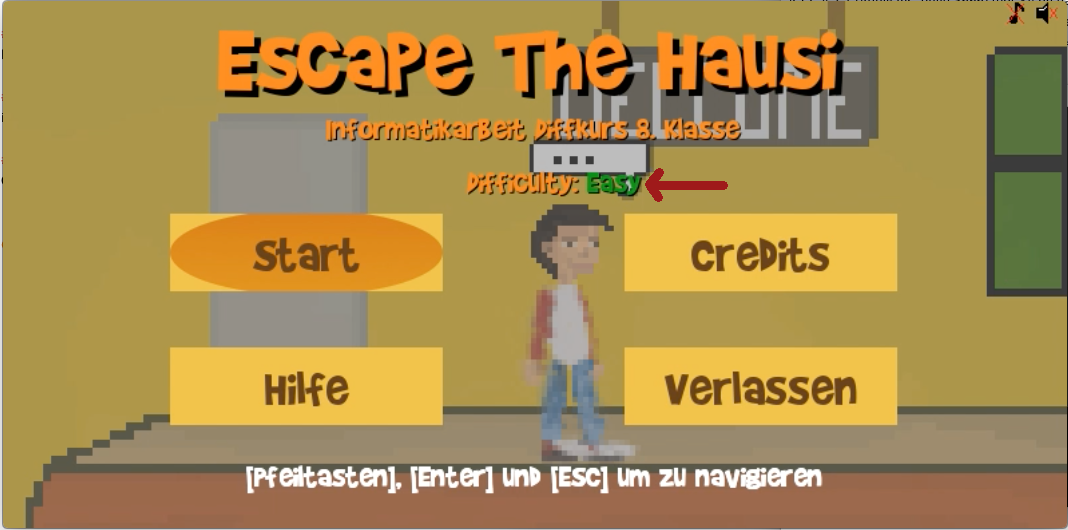 Escape The Hausi
WELCOME
Informatikarbeit Diffkurs 8. Klasse
...
Difficulty: Easy
Start
Credits
Hilfe
Verlassen
[Pfeiltasten], [Enter] und [ESC] um zu navigieren